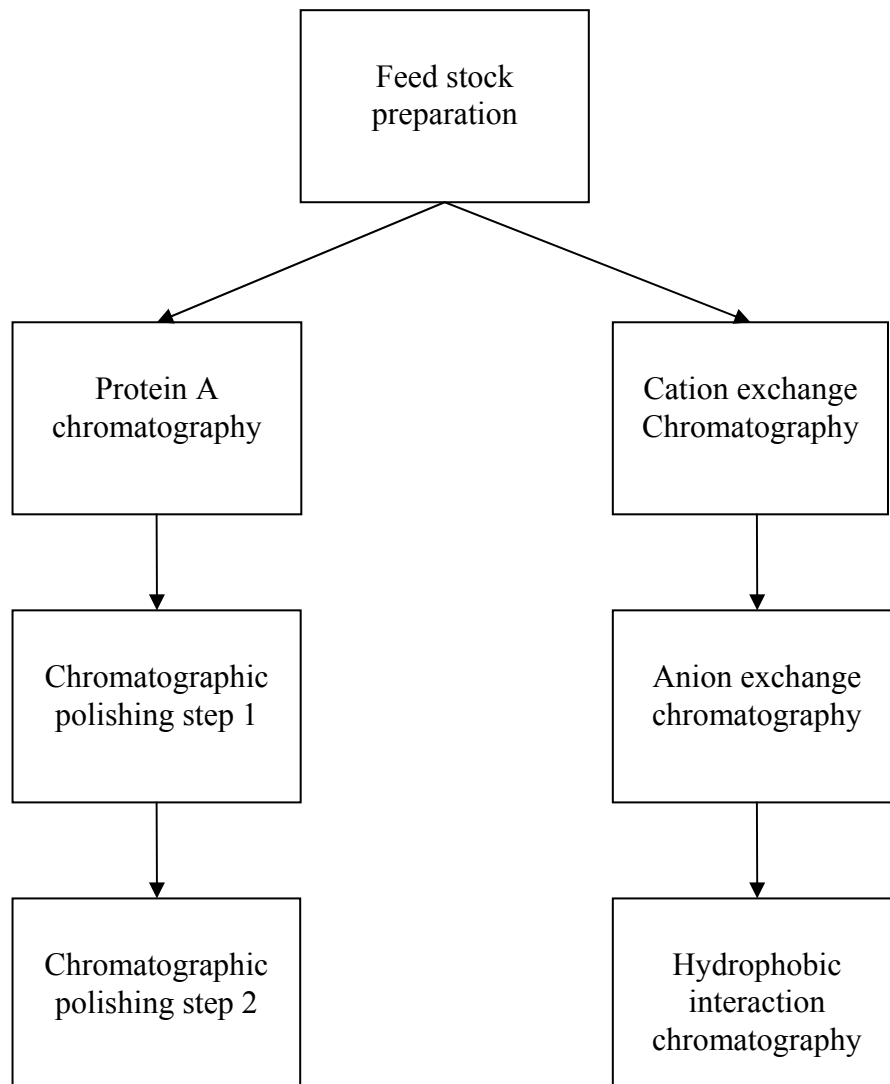 Feed stock
preparation
Protein A
chromatography
Cation exchange
Chromatography
Chromatographic
polishing step 1
Anion exchange
chromatography
Chromatographic
polishing step 2
Hydrophobic
interaction
chromatography